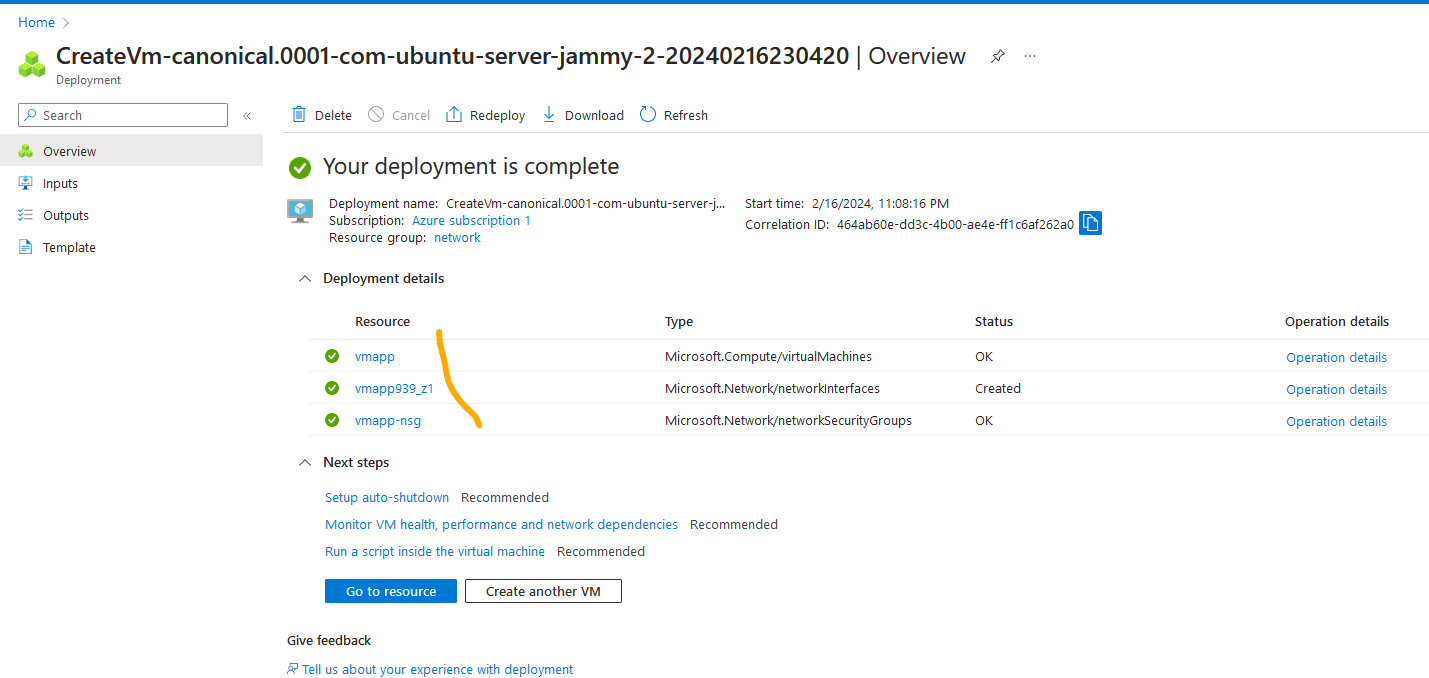 Home
CreateVm-canonical.0001-com-ubuntu-server-jammy-2-20240216230420 | Overview
Deployment
Search
Overview
Inputs
Outputs
Template
Delete Cancel Redeploy Download Refresh
Your deployment is complete
Deployment name: CreateVm-canonical.0001-com-ubuntu-server-j...
Subscription: Azure subscription 1
Resource group: network
Start time: 2/16/2024, 11:08:16 PM
Correlation ID: 464ab60e-dd3c-4b00-ae4e-ff1c6af262a0
Deployment details
Resource Type Status Operation details
vmapp Microsoft.Compute/virtualMachines OK Operation details
vmapp939_z1 Microsoft.Network/networkInterfaces Created Operation details
vmapp-nsg Microsoft.Network/networkSecurityGroups OK Operation details
Next steps
Setup auto-shutdown Recommended
Monitor VM health, performance and network dependencies Recommended
Run a script inside the virtual machine Recommended
Go to resource Create another VM
Give feedback
Tell us about your experience with deployment